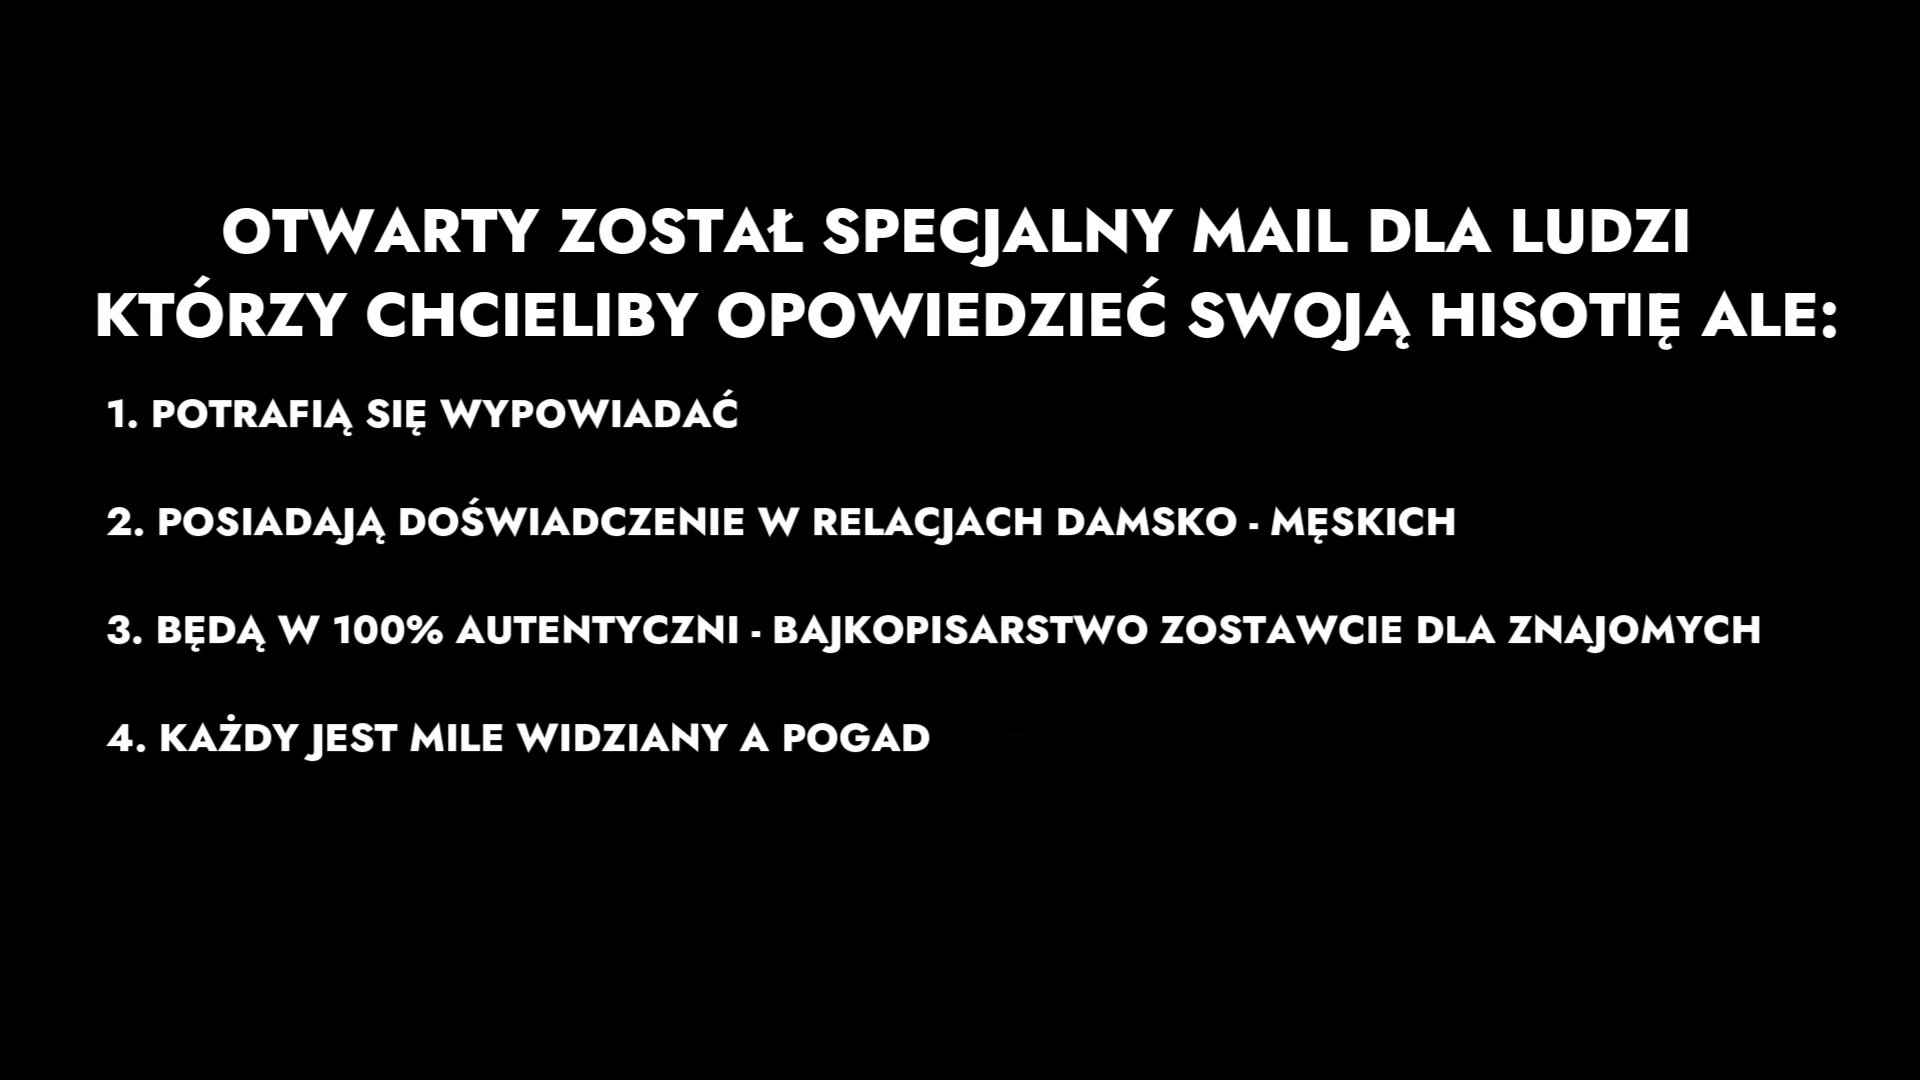 OTWARTY ZOSTAŁ SPECJALNY MAIL DLA LUDZI
KTÓRZY CHCIELIBY OPOWIEDZIEĆ SWOJĄ HISOTIĘ ALE:
1. POTRAFIĄ SIĘ WYPOWIADAĆ
2. POSIADAJĄ DOŚWIADCZENIE W RELACJACH DAMSKO - MĘSKICH
3. BĘDĄ W 100% AUTENTYCZNI - BAJKOPISARSTWO ZOSTAWCIE DLA ZNAJOMYCH
4. KAŻDY JEST MILE WIDZIANY A POGAD